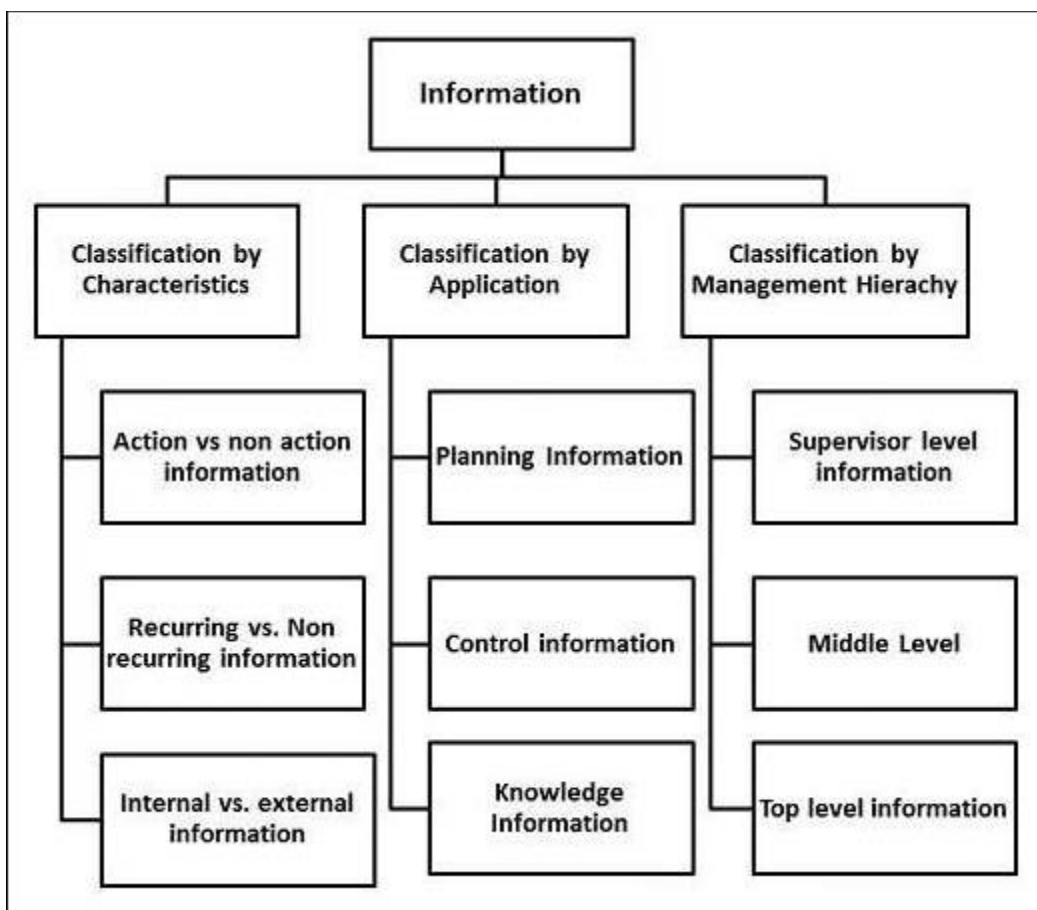 Information
Classification by
Characteristics
Classification by
Application
Classification by
Management Hierachy
Action vs non action
information
Planning Information
Supervisor level
information
Recurring vs. Non
recurring information
Control information
Middle Level
Internal vs. external
information
Knowledge
Information
Top level information